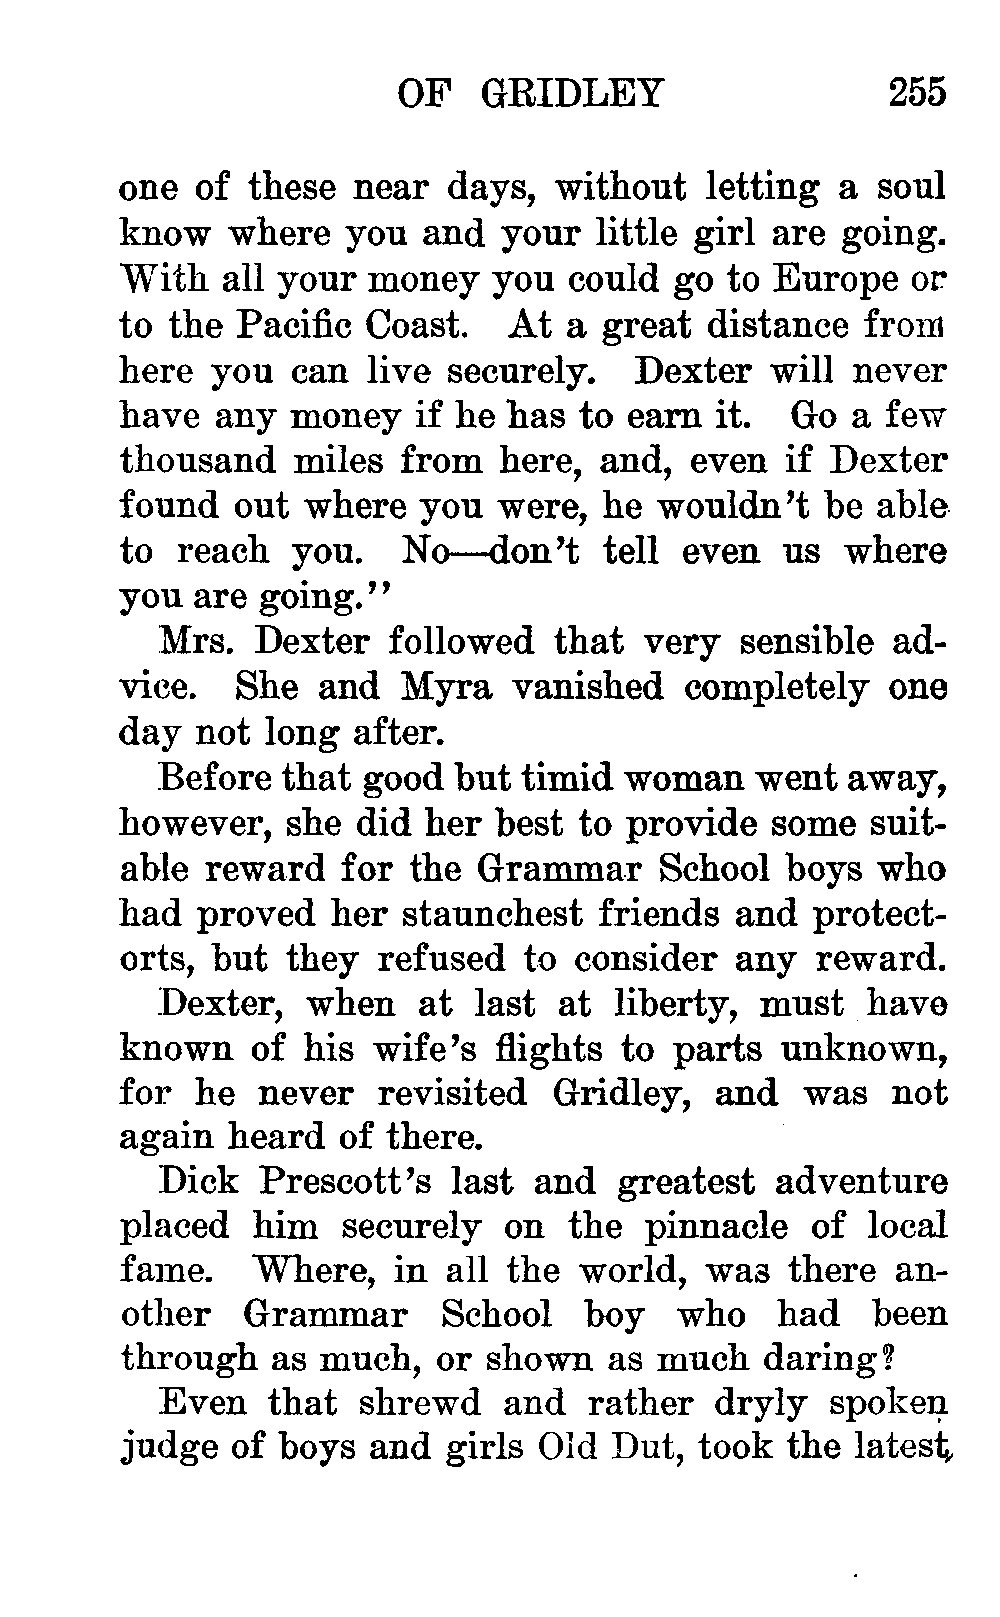 OF GRIDLEY 255
one of these near days, without letting a soul
know where you and your little girl are going.
With all your money you could go to Europe or
to the Pacific Coast. At a great distance from
here you can live securely. Dexter will never
have any money if he has to earn it. Go a few
thousand miles from here, and, even if Dexter
found out where you were, he wouldn't be able
to reach you. No—don't tell even us where
you are going."
Mrs. Dexter followed that very sensible ad-
vice. She and Myra vanished completely one
day not long after.
Before that good but timid woman went away,
however, she did her best to provide some suit-
able reward for the Grammar School boys who
had proved her staunchest friends and protect-
orts, but they refused to consider any reward.
Dexter, when at last at liberty, must have
known of his wife's flights to parts unknown,
for he never revisited Gridley, and was not
again heard of there.
Dick Prescott's last and greatest adventure
placed him securely on the pinnacle of local
fame. Where, in all the world, was there an-
other Grammar School boy who had been
through as much, or shown as much daring?
Even that shrewd and rather dryly spoken
judge of boys and girls Old Dut, took the latest